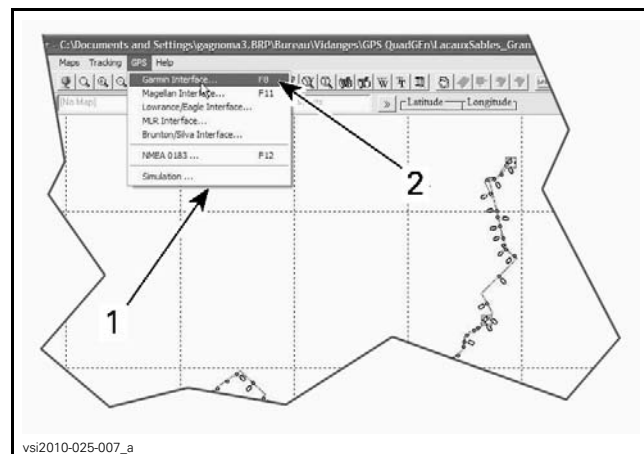 - C:\Documents and Settings\gagnoma3.BRP\Bureau\Vidanges\GPS QuadGEn\LacauxSables_Gran
Maps Tracking GPS Help
Garmin Interface... F8
[No Map]
Magellan Interface... F11
» Latitude Longitude
Lowrance/Eagle Interface...
MLR Interface...
Brunton/Silva Interface...
NMEA 0183 ... F12
Simulation ...
2
1
vsi2010-025-007_a